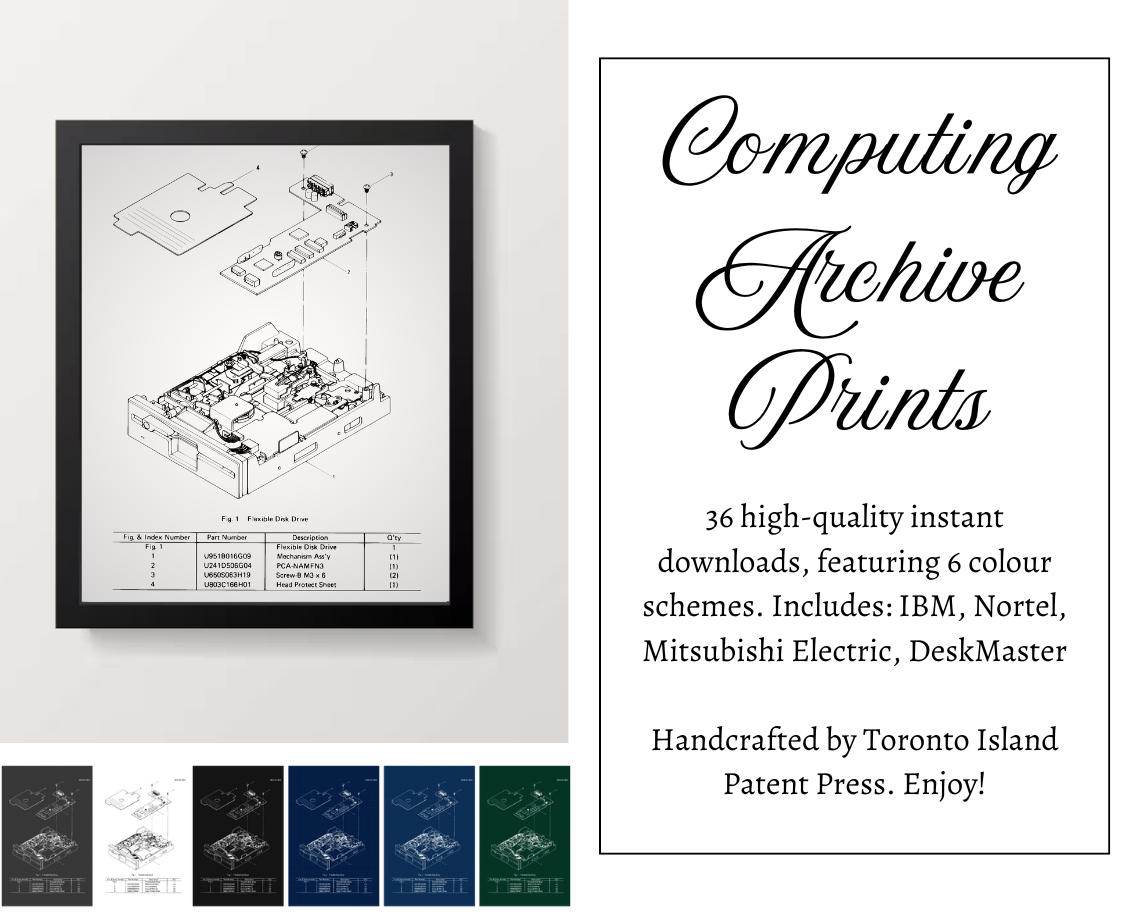 4
3
2
1
Fig. 1 Flexible Disk Drive
Fig. & Index Number Part Number Description Q'ty
Fig. 1 Flexible Disk Drive 1
1 U951B016G09 Mechanism Ass'y (1)
2 U241D506G04 PCA-NAMFN3 (1)
3 U660S063H19 Screw-B M3 x 6 (2)
4 U803C166H01 Head Protect Sheet (1)
Computing
Archive
Prints
36 high-quality instant
downloads, featuring 6 colour
schemes. Includes: IBM, Nortel,
Mitsubishi Electric, DeskMaster
Handcrafted by Toronto Island
Patent Press. Enjoy!